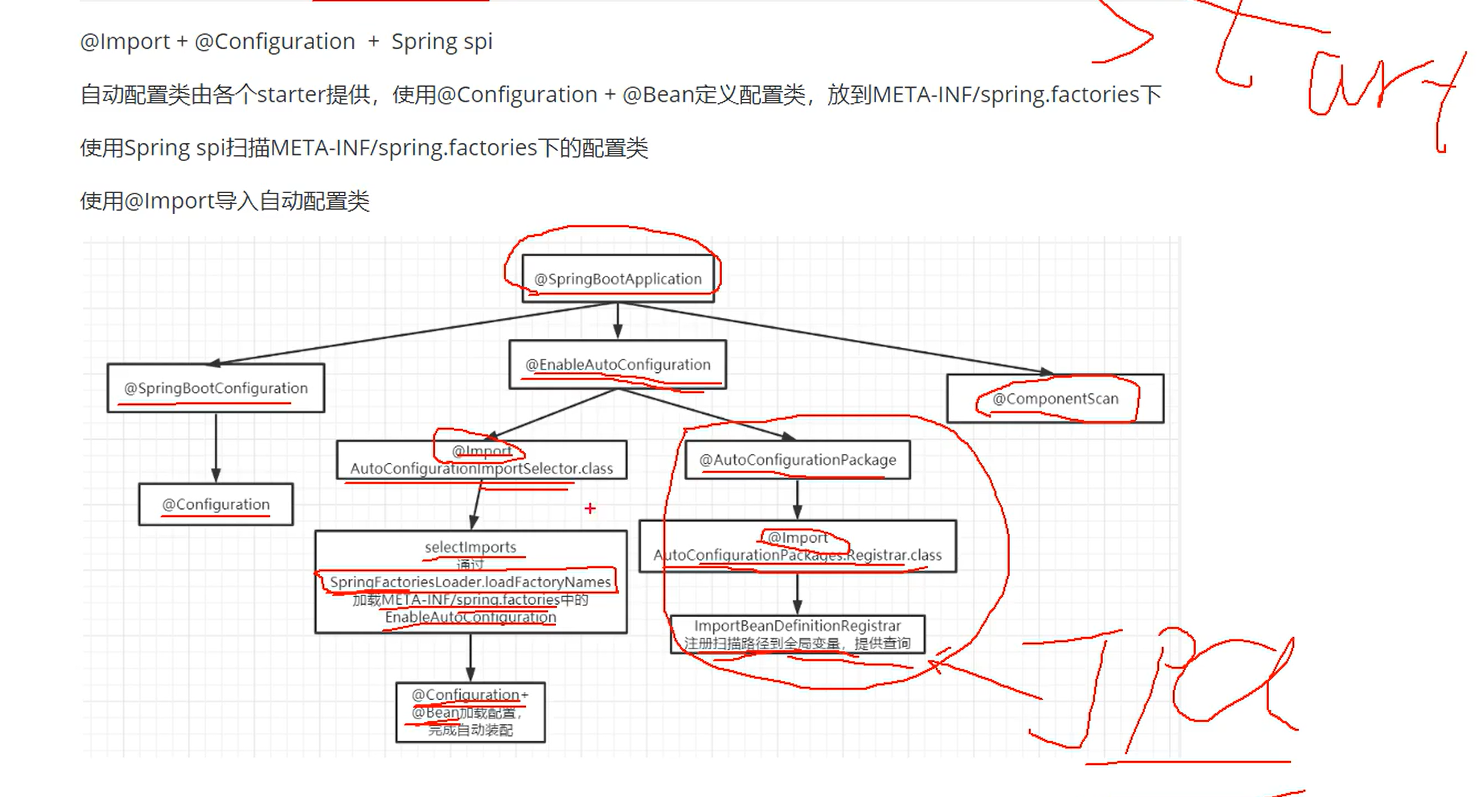 start
@Import + @Configuration + Spring spi
自动配置类由各个starter提供，使用@Configuration + @Bean定义配置类，放到META-INF/spring.factories下
使用Spring spi扫描META-INF/spring.factories下的配置类
使用@Import导入自动配置类
@SpringBootApplication
@SpringBootConfiguration
@EnableAutoConfiguration
@ComponentScan
@Configuration
@Import
AutoConfigurationImportSelector.class
@AutoConfigurationPackage
selectImports
通过
SpringFactoriesLoader.loadFactoryNames
加载META-INF/spring.factories中的
EnableAutoConfiguration
@Import
AutoConfigurationPackages.Registrar.class
ImportBeanDefinitionRegistrar
注册扫描路径到全局变量，提供查询
@Configuration+
@Bean加载配置，
完成自动装配
JPa